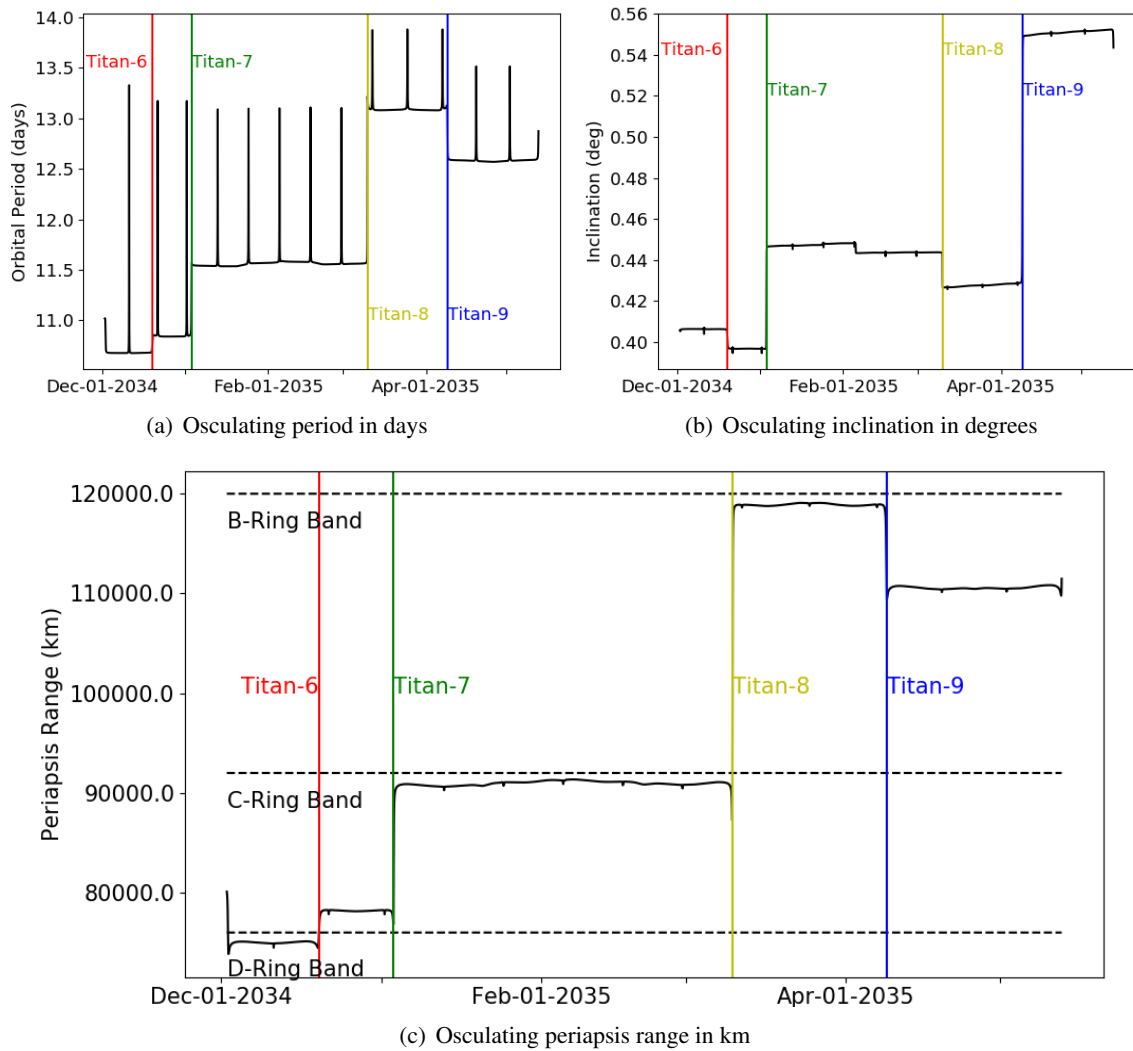 14.0
13.5
13.0
12.5
12.0
11.5
11.0
Orbital Period (days)
Titan-6
Titan-7
Titan-8
Titan-9
Dec-01-2034
Feb-01-2035
Apr-01-2035
(a) Osculating period in days
0.56
0.54
0.52
0.50
0.48
0.46
0.44
0.42
0.40
Inclination (deg)
Titan-6
Titan-8
Titan-7
Titan-9
Dec-01-2034
Feb-01-2035
Apr-01-2035
(b) Osculating inclination in degrees
120000.0
110000.0
100000.0
90000.0
80000.0
Periapsis Range (km)
B-Ring Band
Titan-6
Titan-7
Titan-8
Titan-9
C-Ring Band
D-Ring Band
Dec-01-2034
Feb-01-2035
Apr-01-2035
(c) Osculating periapsis range in km